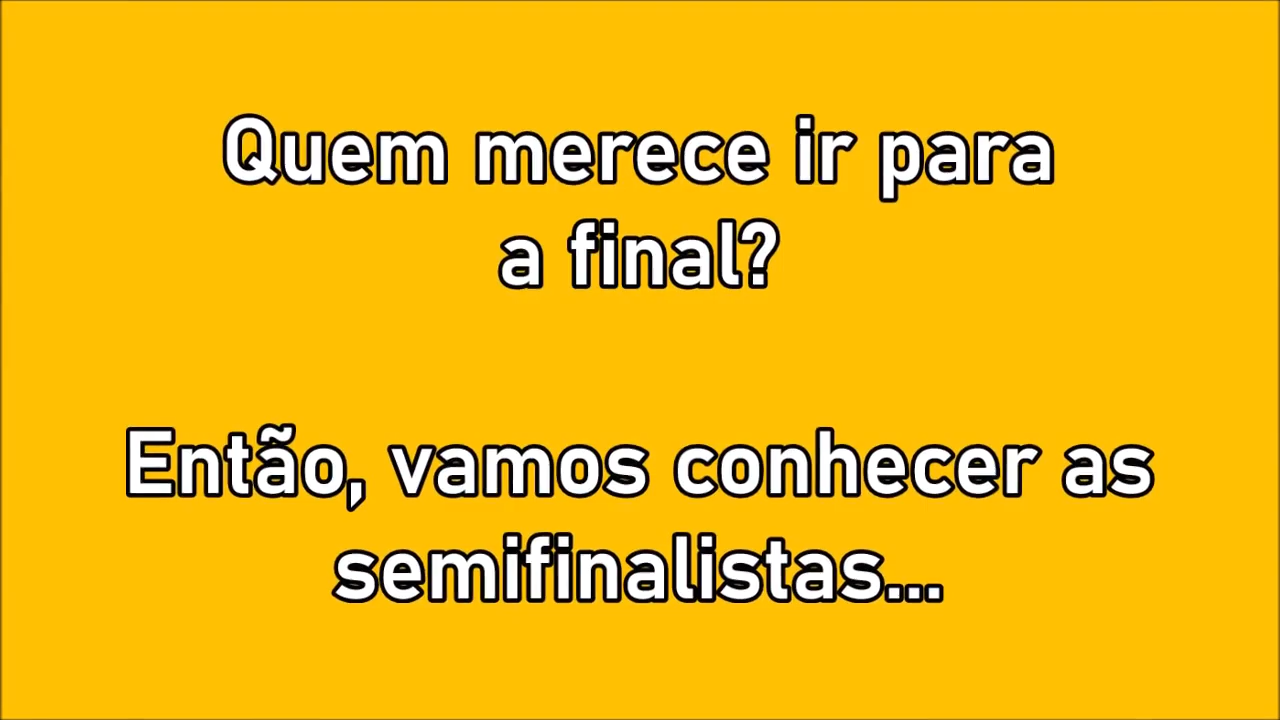 Quem merece ir para
a final?
Então, vamos conhecer as
semifinalistas...